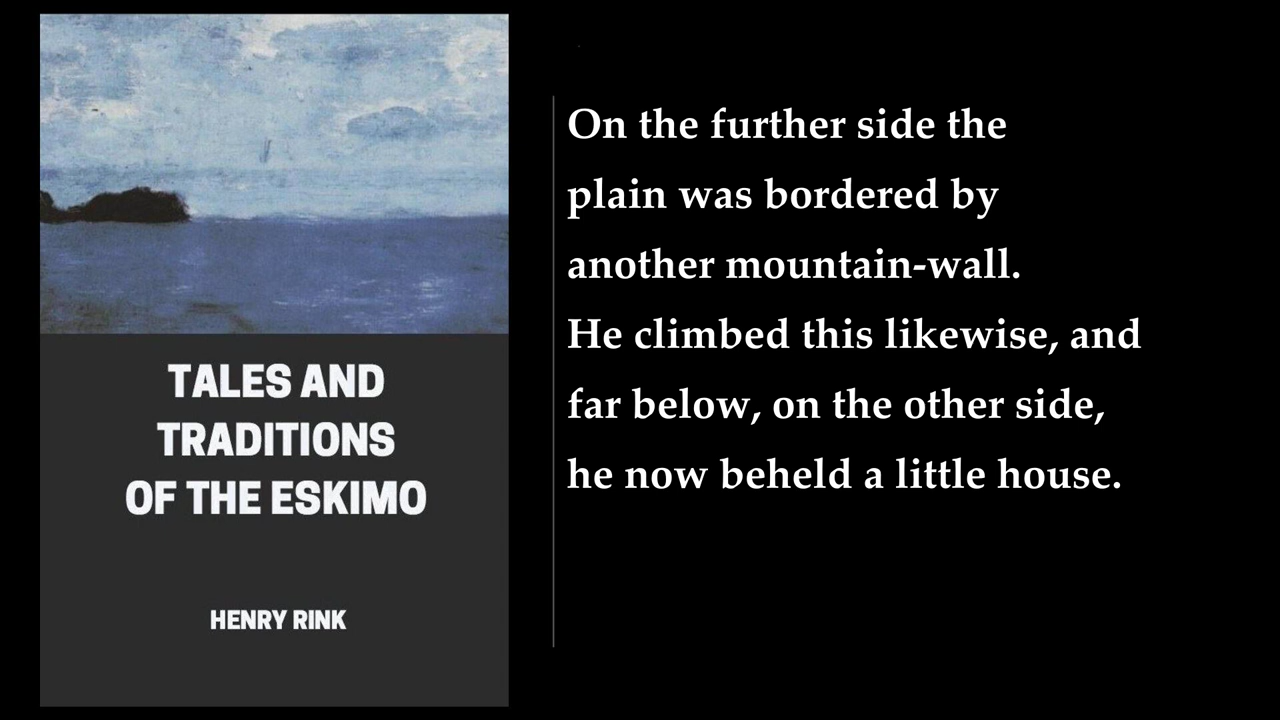 TALES AND
TRADITIONS
OF THE ESKIMO
HENRY RINK
On the further side the
plain was bordered by
another mountain-wall.
He climbed this likewise, and
far below, on the other side,
he now beheld a little house.